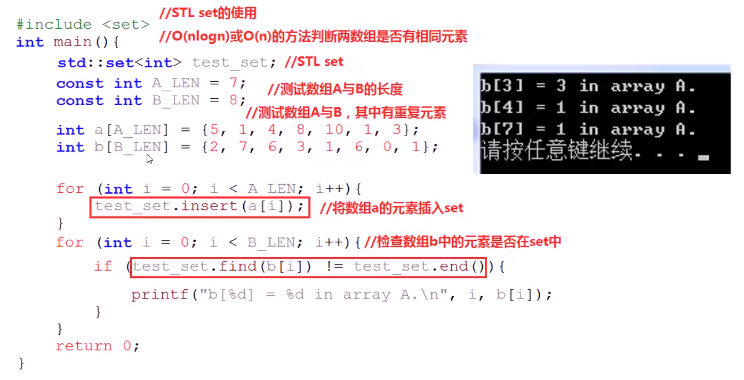 //STL set的使用
#include <set>
//O(nlogn)或O(n)的方法判断两数组是否有相同元素
int main(){
std::set<int> test_set; //STL set
const int A_LEN = 7;
//测试数组A与B的长度
const int B_LEN = 8;
//测试数组A与B，其中有重复元素
int a[A_LEN] = {5, 1, 4, 8, 10, 1, 3};
int b[B_LEN] = {2, 7, 6, 3, 1, 6, 0, 1};
for (int i = 0; i < A_LEN; i++){
test_set.insert(a[i]); //将数组a的元素插入set
}
for (int i = 0; i < B_LEN; i++){ //检查数组b中的元素是否在set中
if (test_set.find(b[i]) != test_set.end()){
printf("b[%d] = %d in array A.\n", i, b[i]);
}
}
return 0;
}
b[3] = 3 in array A.
b[4] = 1 in array A.
b[7] = 1 in array A.
请按任意键继续. . . _